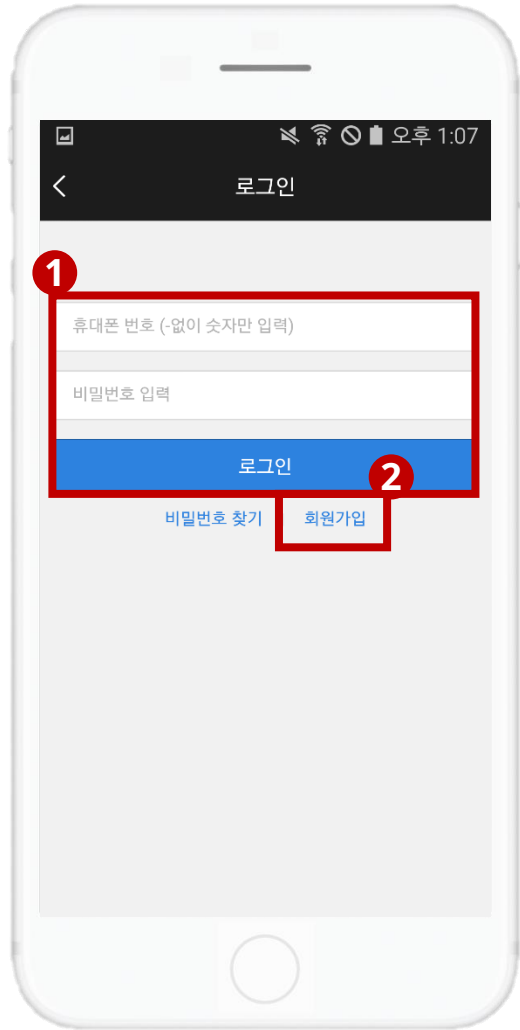 오후 1:07
로그인
1
휴대폰 번호 (-없이 숫자만 입력)
비밀번호 입력
로그인
2
비밀번호 찾기 회원가입